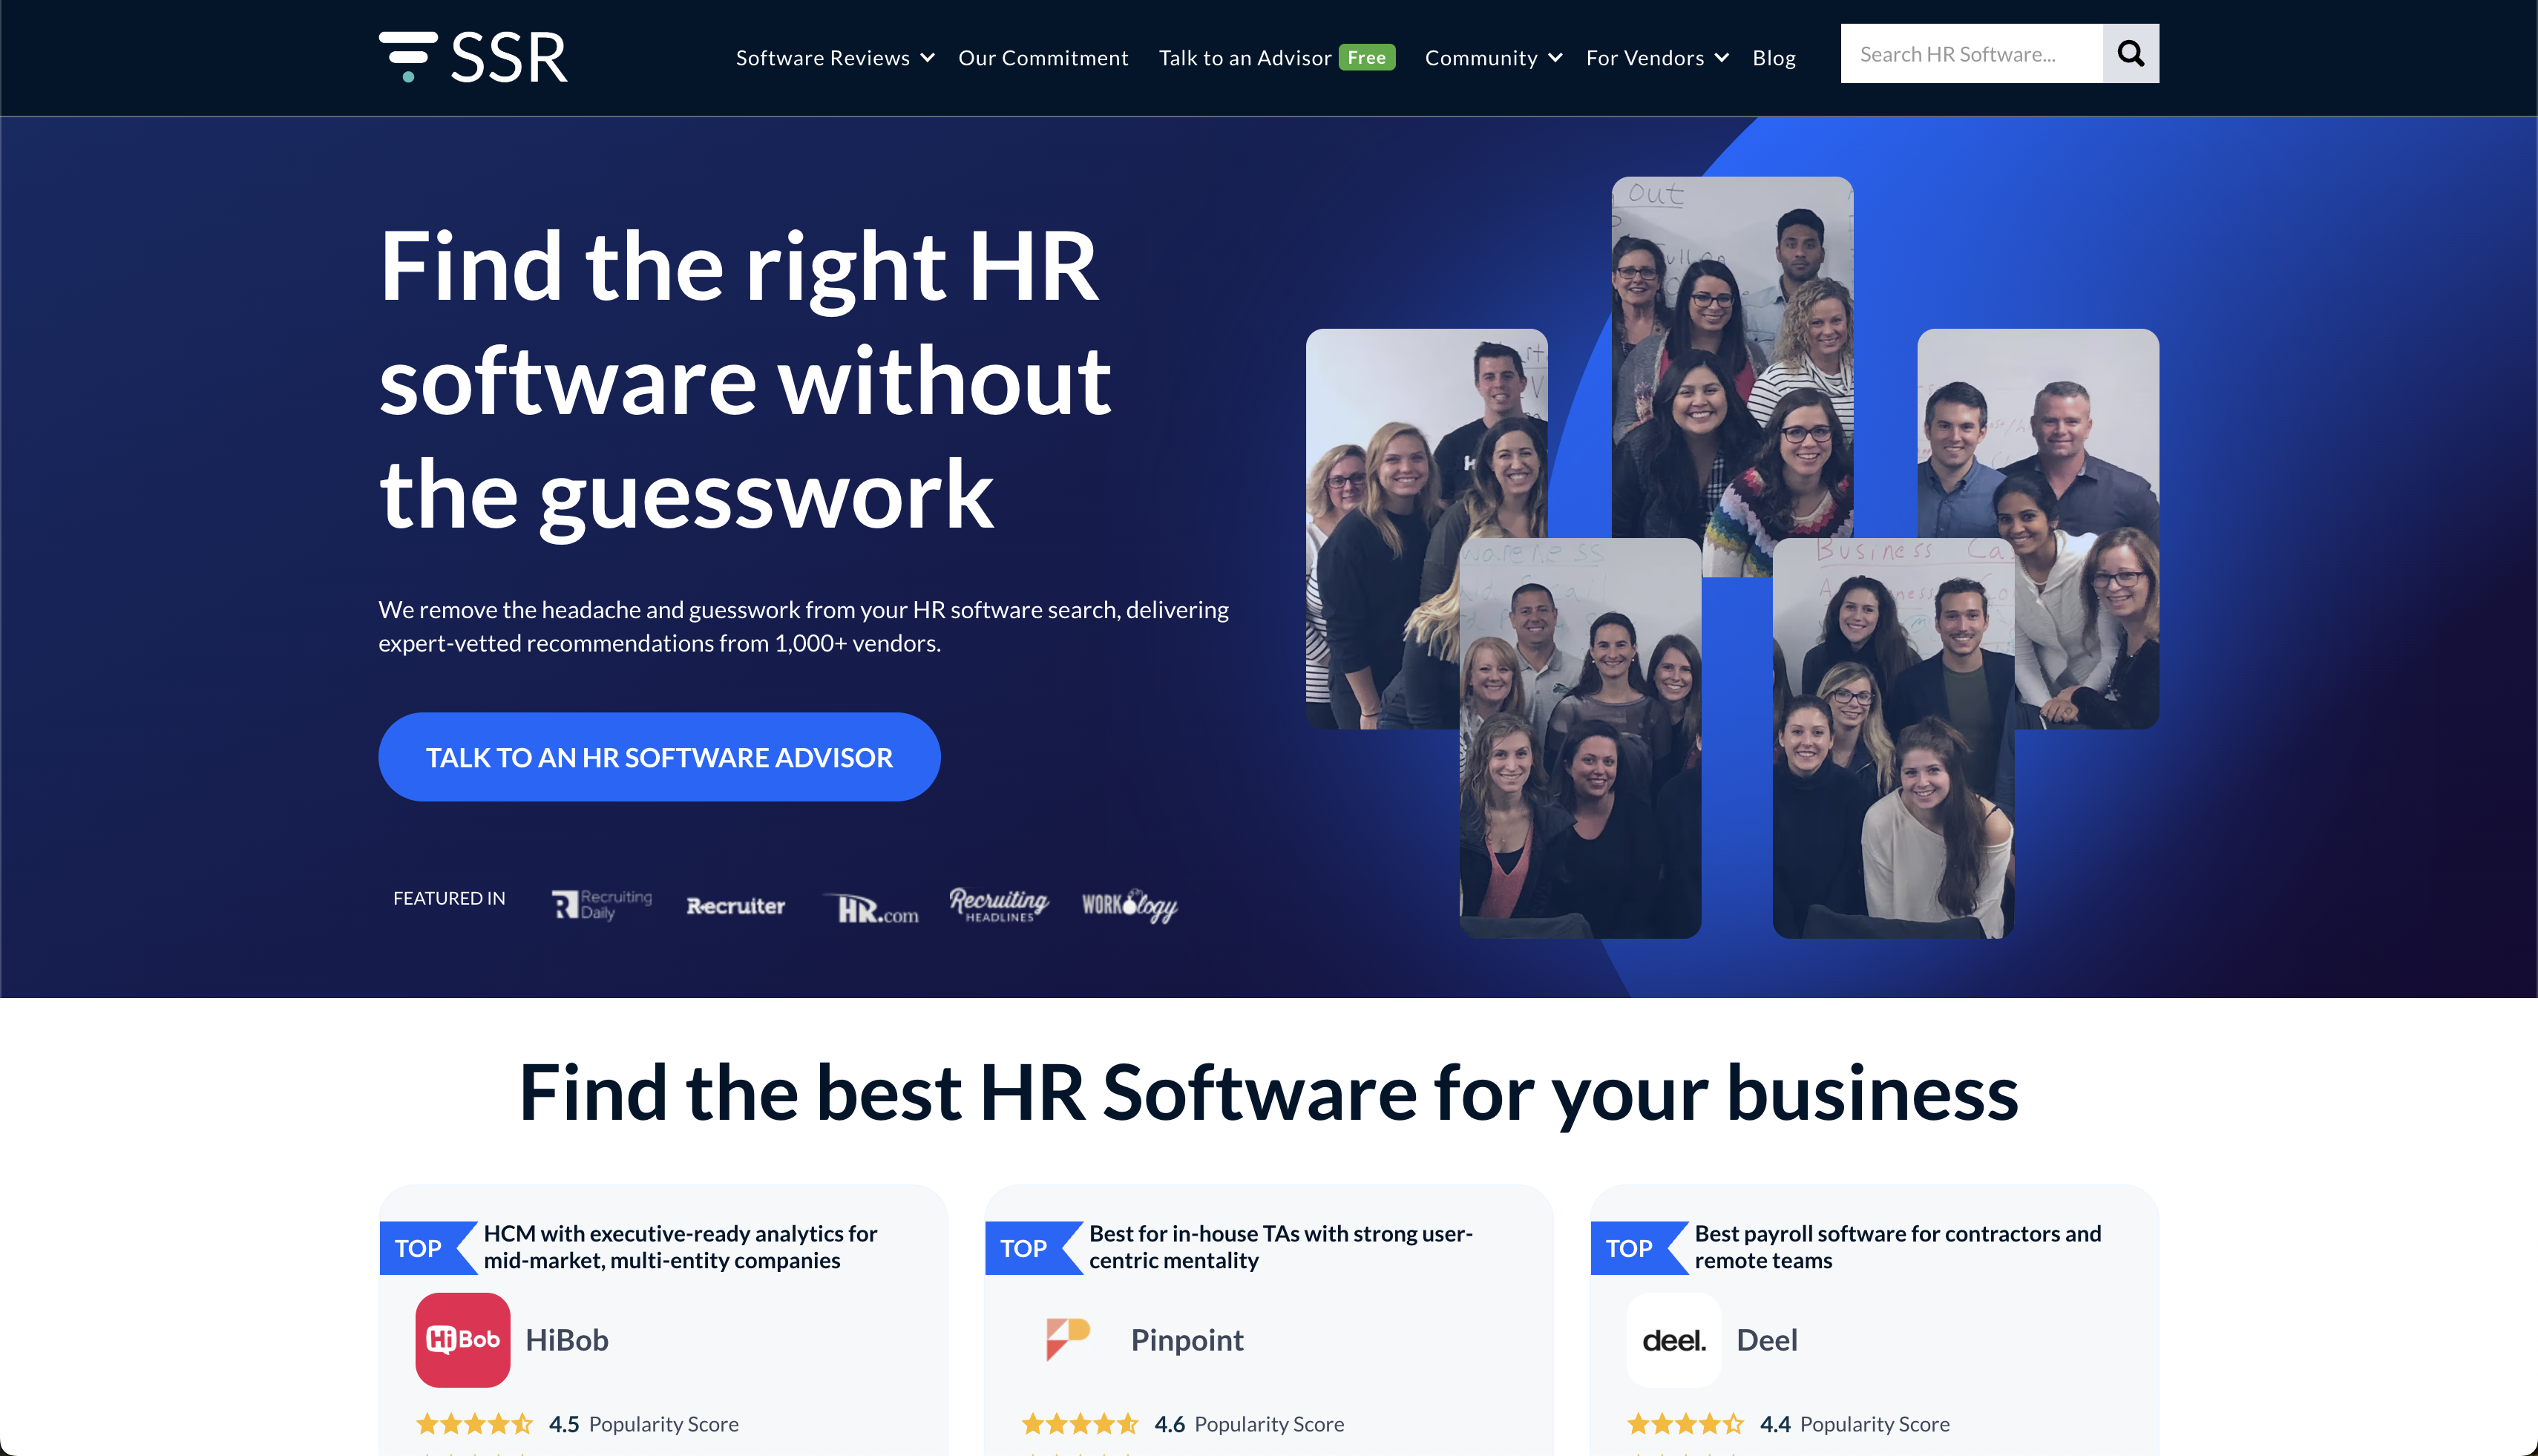 SSR
Software Reviews
Our Commitment
Talk to an Advisor Free
Community
For Vendors
Blog
Search HR Software...
Find the right HR
software without
the guesswork
We remove the headache and guesswork from your HR software search, delivering
expert-vetted recommendations from 1,000+ vendors.
TALK TO AN HR SOFTWARE ADVISOR
FEATURED IN
Recruiting
Daily
Recruiter
HR.com
Recruiting
HEADLINES
WORKology
out
Business Ca
Find the best HR Software for your business
TOP
HCM with executive-ready analytics for
mid-market, multi-entity companies
HiBob
HiBob
4.5 Popularity Score
TOP
Best for in-house TAs with strong user-
centric mentality
Pinpoint
4.6 Popularity Score
TOP
Best payroll software for contractors and
remote teams
deel.
Deel
4.4 Popularity Score